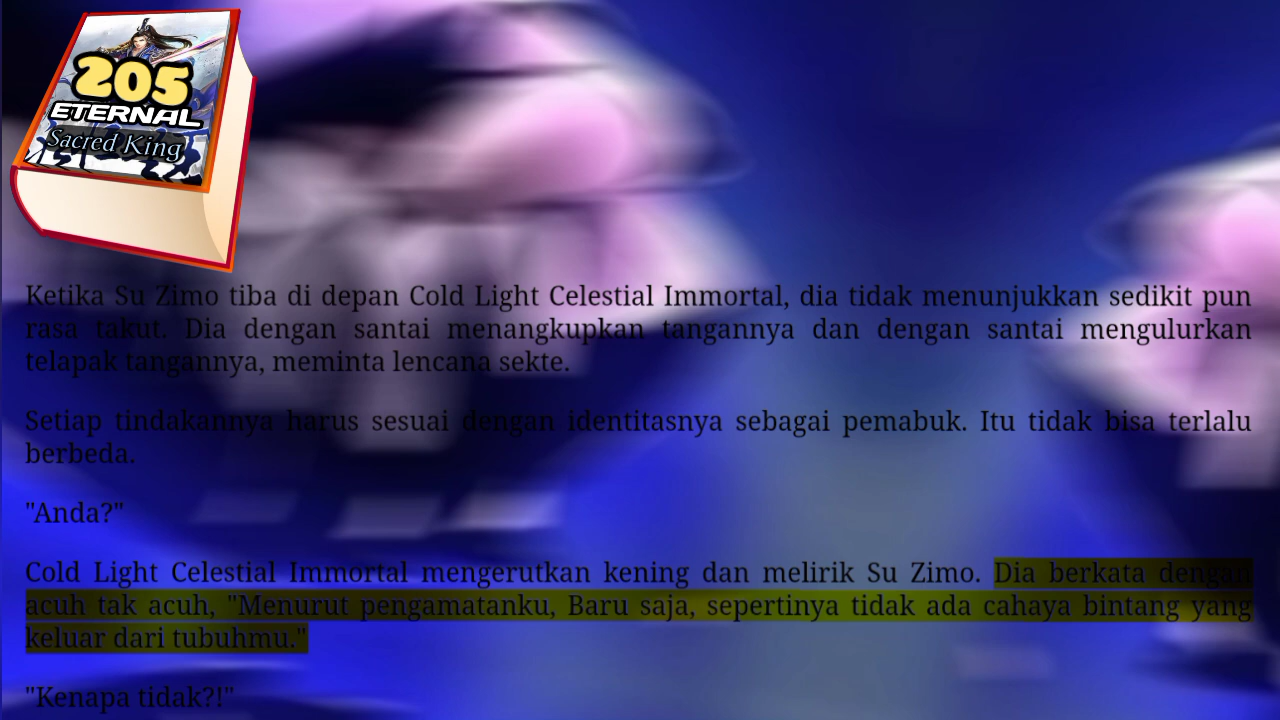 205
ETERNAL
Sacred King
Ketika Su Zimo tiba di depan Cold Light Celestial Immortal, dia tidak menunjukkan sedikit pun
rasa takut. Dia dengan santai menangkupkan tangannya dan dengan santai mengulurkan
telapak tangannya, meminta lencana sekte.
Setiap tindakannya harus sesuai dengan identitasnya sebagai pemabuk. Itu tidak bisa terlalu
berbeda.
"Anda?"
Cold Light Celestial Immortal mengerutkan kening dan melirik Su Zimo. Dia berkata dengan
acuh tak acuh, "Menurut pengamatanku, Baru saja, sepertinya tidak ada cahaya bintang yang
keluar dari tubuhmu."
"Kenapa tidak?!"